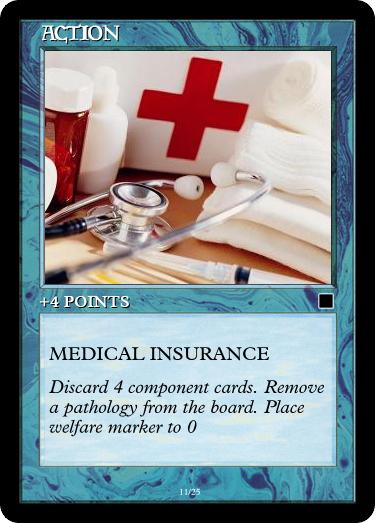 ACTION
+4 POINTS
MEDICAL INSURANCE
Discard 4 component cards. Remove
a pathology from the board. Place
welfare marker to 0
11/25